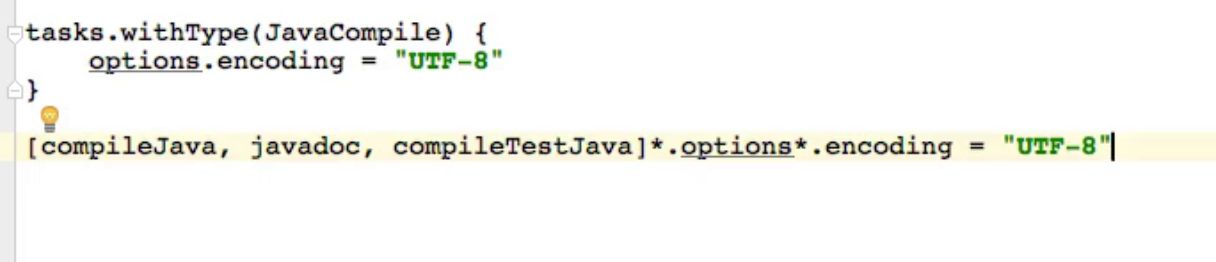 tasks.withType(JavaCompile) {
    options.encoding = "UTF-8"
}
[compileJava, javadoc, compileTestJava]*.options*.encoding = "UTF-8"